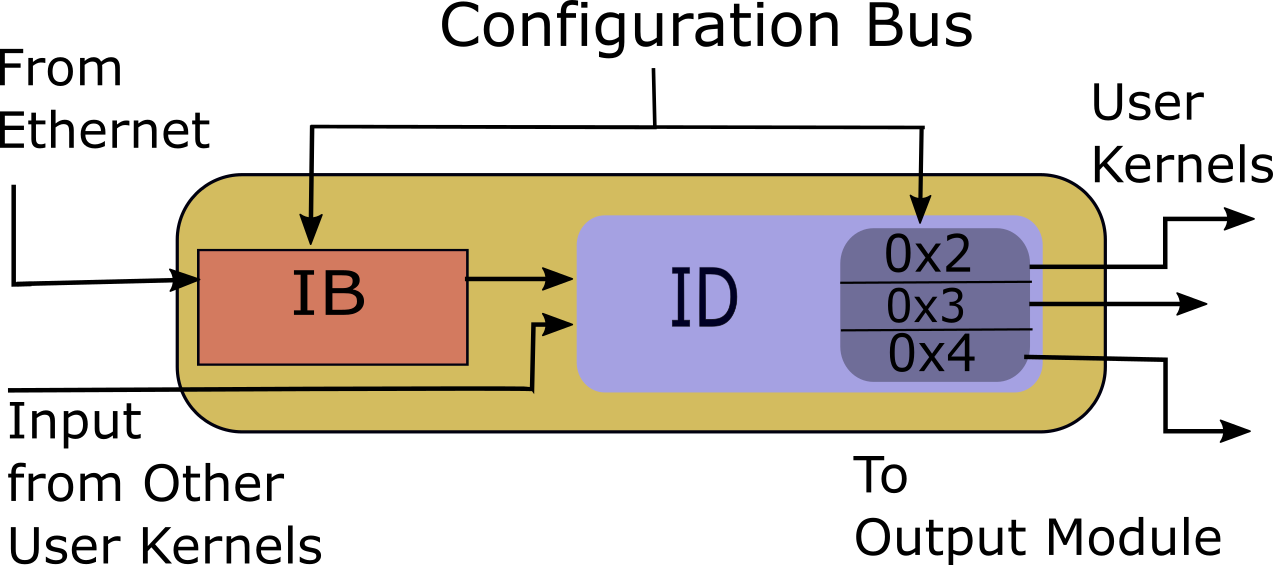 Configuration Bus
From
Ethernet
User
Kernels
IB
ID
0x2
0x3
0x4
Input
from Other
User Kernels
To
Output Module